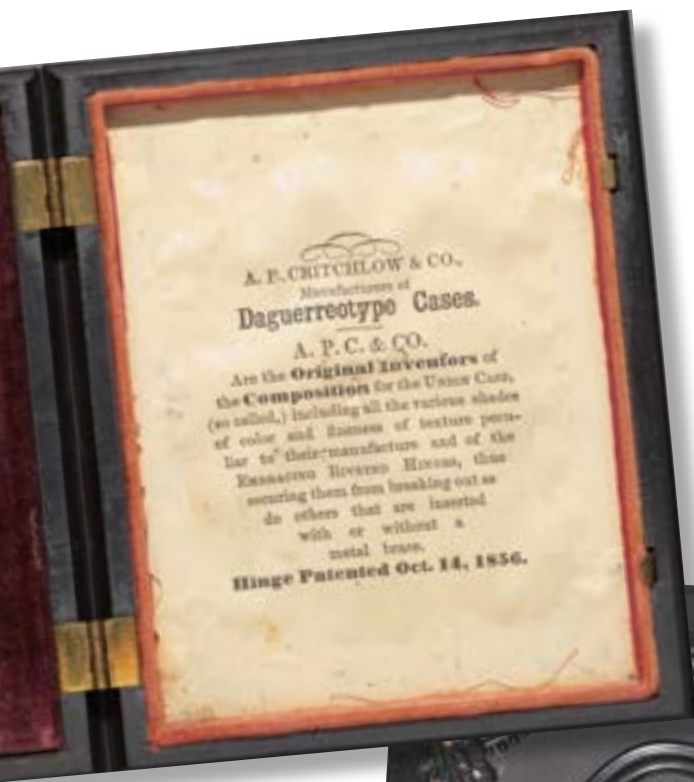 A. P. CRITCHLOW & CO.,
Manufacturers of
Daguerreotype Cases.
A. P. C. & CO.
Are the Original Inventors of
the Composition for the Union Case,
(so called,) including all the various shades
of color and fineness of texture pecu-
liar to their manufacture and of the
Embracing Riveted Hinges, thus
securing them from breaking out as
do others that are inserted
with or without a
metal brace.
Hinge Patented Oct. 14, 1856.